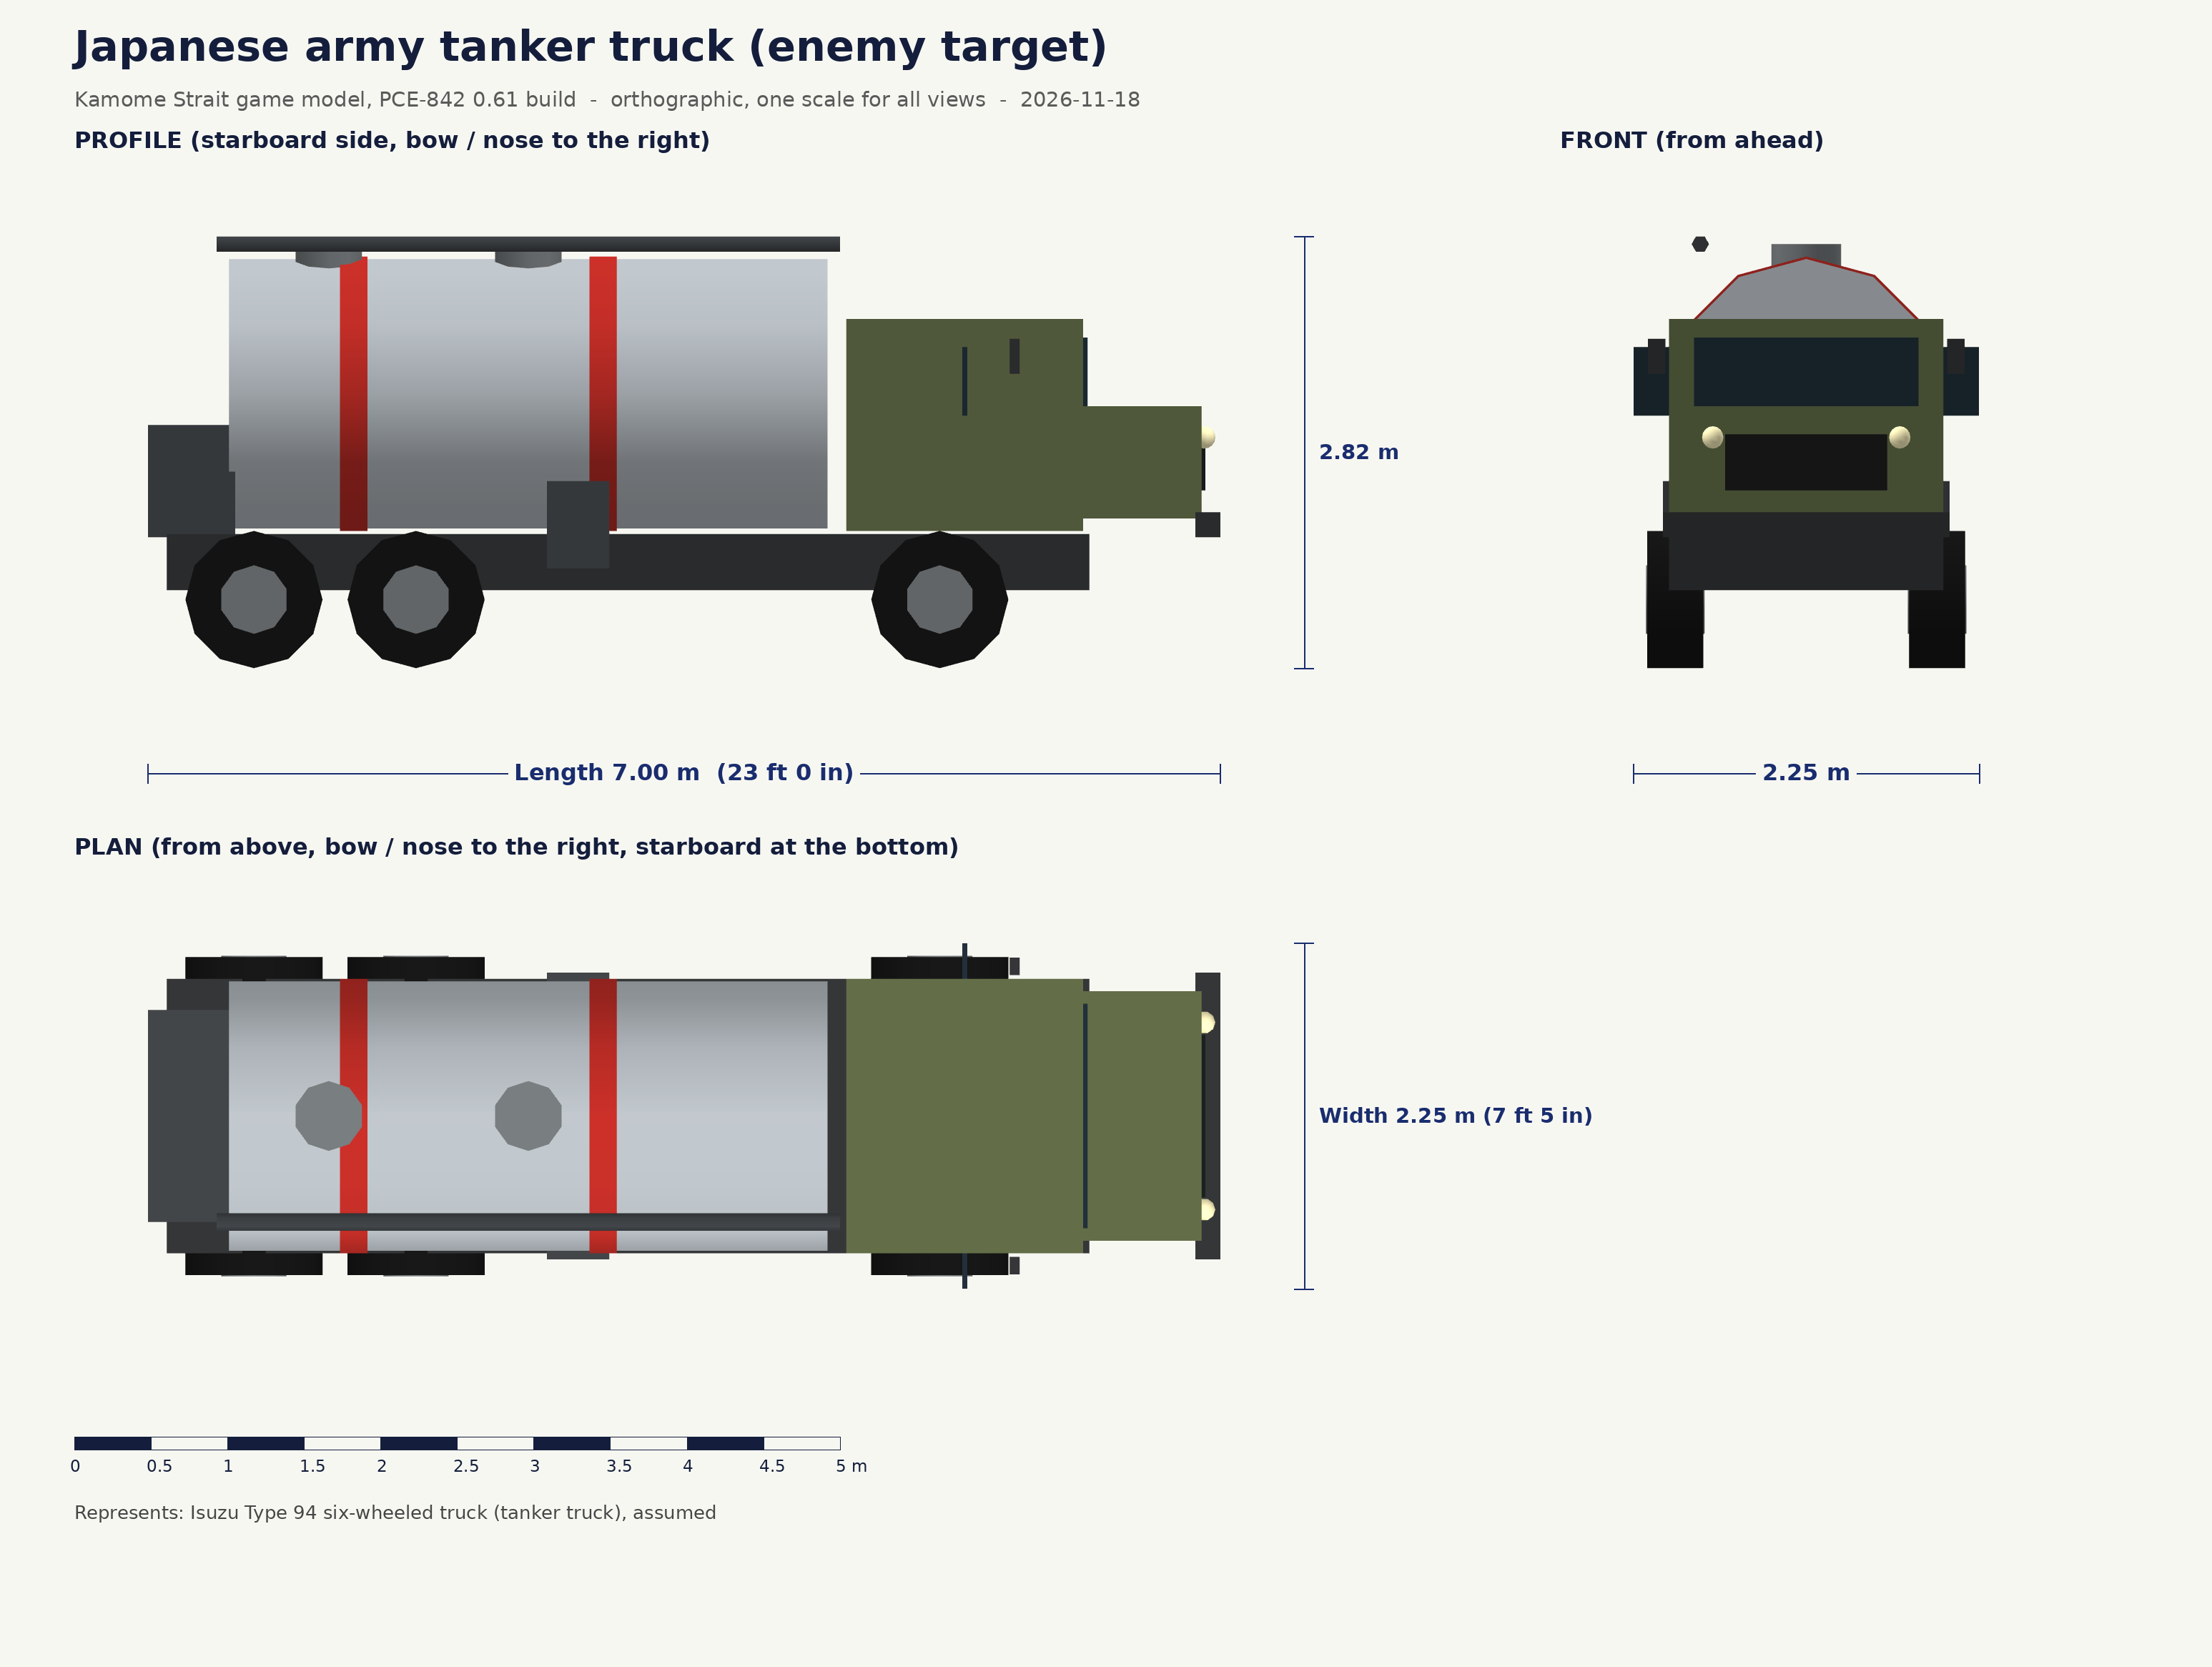 Japanese army tanker truck (enemy target)
Kamome Strait game model, PCE-842 0.61 build - orthographic, one scale for all views - 2026-11-18
PROFILE (starboard side, bow / nose to the right)
FRONT (from ahead)
2.82 m
Length 7.00 m (23 ft 0 in)
2.25 m
PLAN (from above, bow / nose to the right, starboard at the bottom)
Width 2.25 m (7 ft 5 in)
0 0.5 1 1.5 2 2.5 3 3.5 4 4.5 5 m
Represents: Isuzu Type 94 six-wheeled truck (tanker truck), assumed